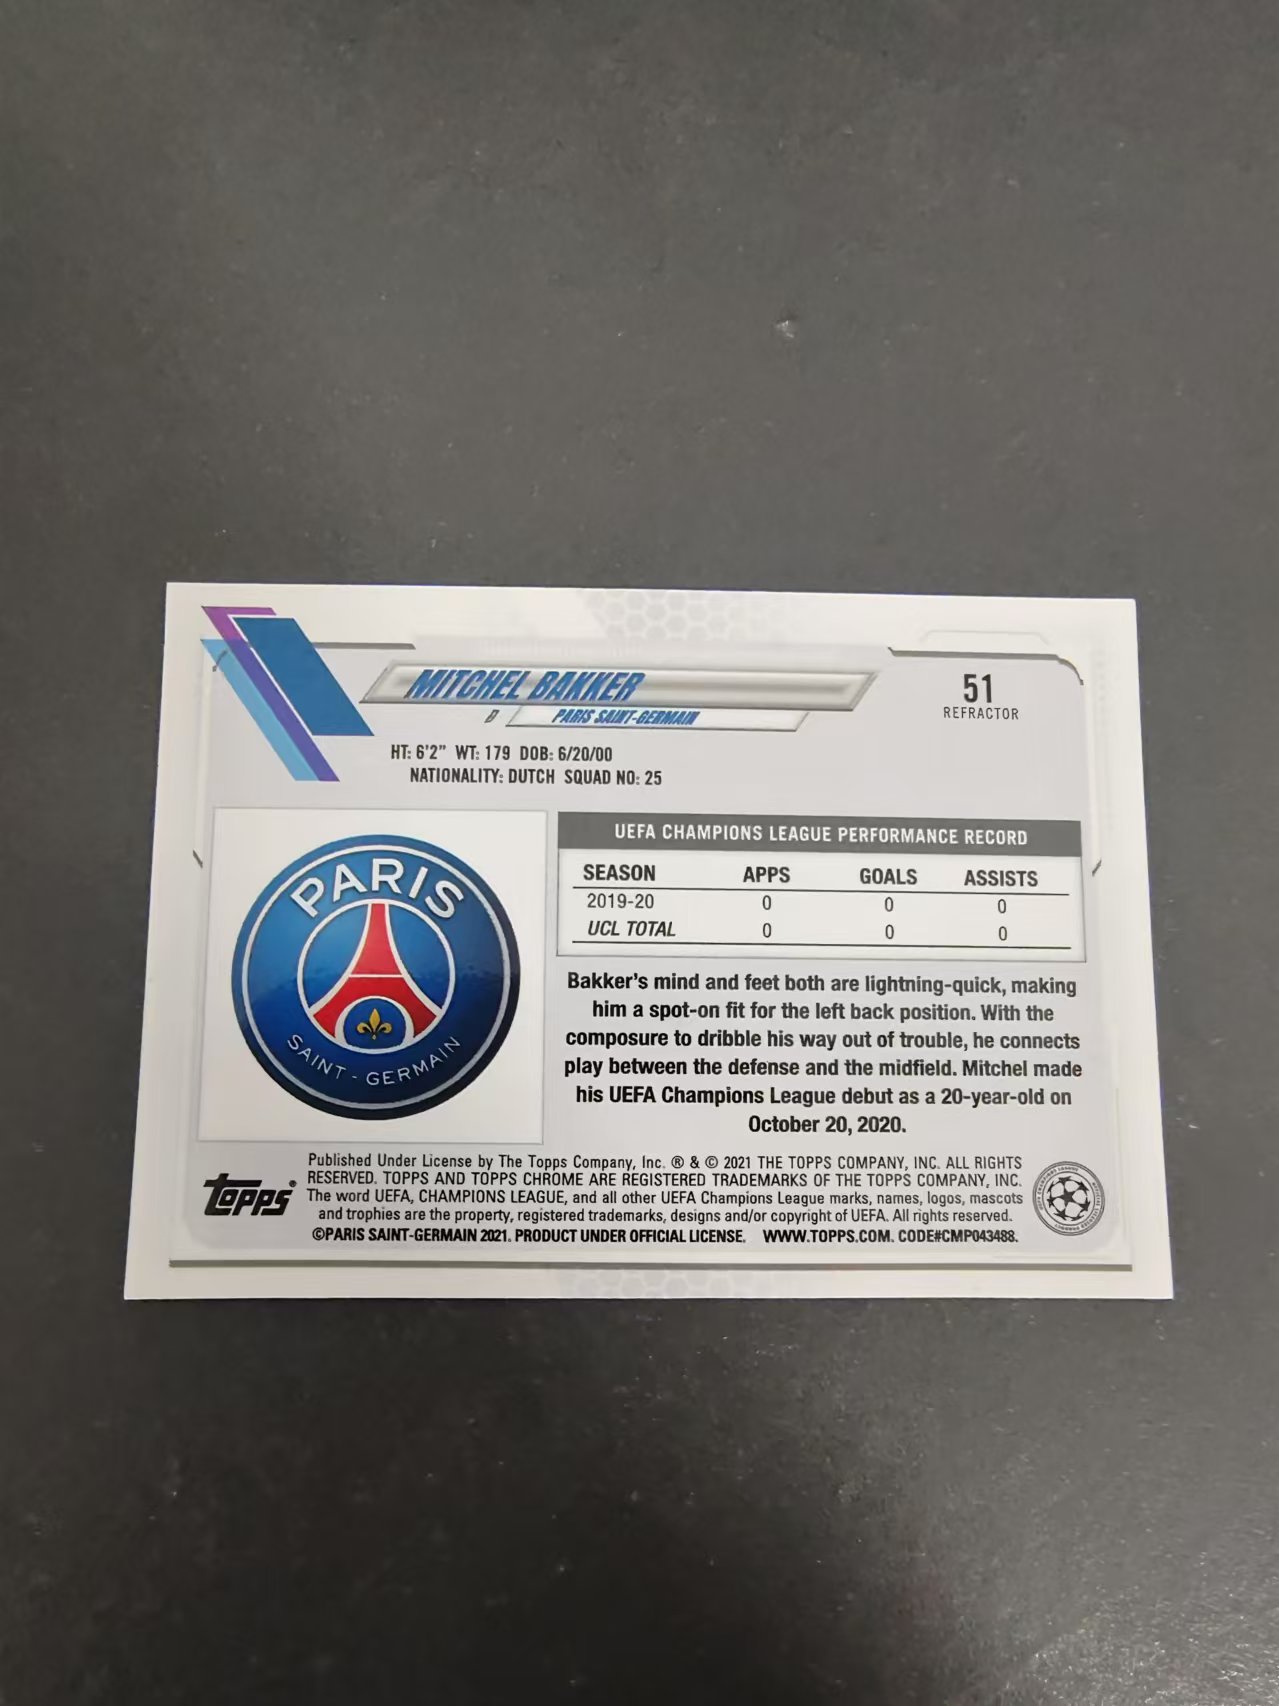 MITCHEL BAKKER
D PARIS SAINT-GERMAIN
51
REFRACTOR
HT: 6'2" WT: 179 DOB: 6/20/00
NATIONALITY: DUTCH SQUAD NO: 25
PARIS
SAINT-GERMAIN
UEFA CHAMPIONS LEAGUE PERFORMANCE RECORD
SEASON APPS GOALS ASSISTS
2019-20 0 0 0
UCL TOTAL 0 0 0
Bakker's mind and feet both are lightning-quick, making
him a spot-on fit for the left back position. With the
composure to dribble his way out of trouble, he connects
play between the defense and the midfield. Mitchel made
his UEFA Champions League debut as a 20-year-old on
October 20, 2020.
topps®
Published Under License by The Topps Company, Inc. ® & © 2021 THE TOPPS COMPANY, INC. ALL RIGHTS
RESERVED. TOPPS AND TOPPS CHROME ARE REGISTERED TRADEMARKS OF THE TOPPS COMPANY, INC.
The word UEFA, CHAMPIONS LEAGUE, and all other UEFA Champions League marks, names, logos, mascots
and trophies are the property, registered trademarks, designs and/or copyright of UEFA. All rights reserved.
©PARIS SAINT-GERMAIN 2021. PRODUCT UNDER OFFICIAL LICENSE. WWW.TOPPS.COM. CODE#CMP043488.